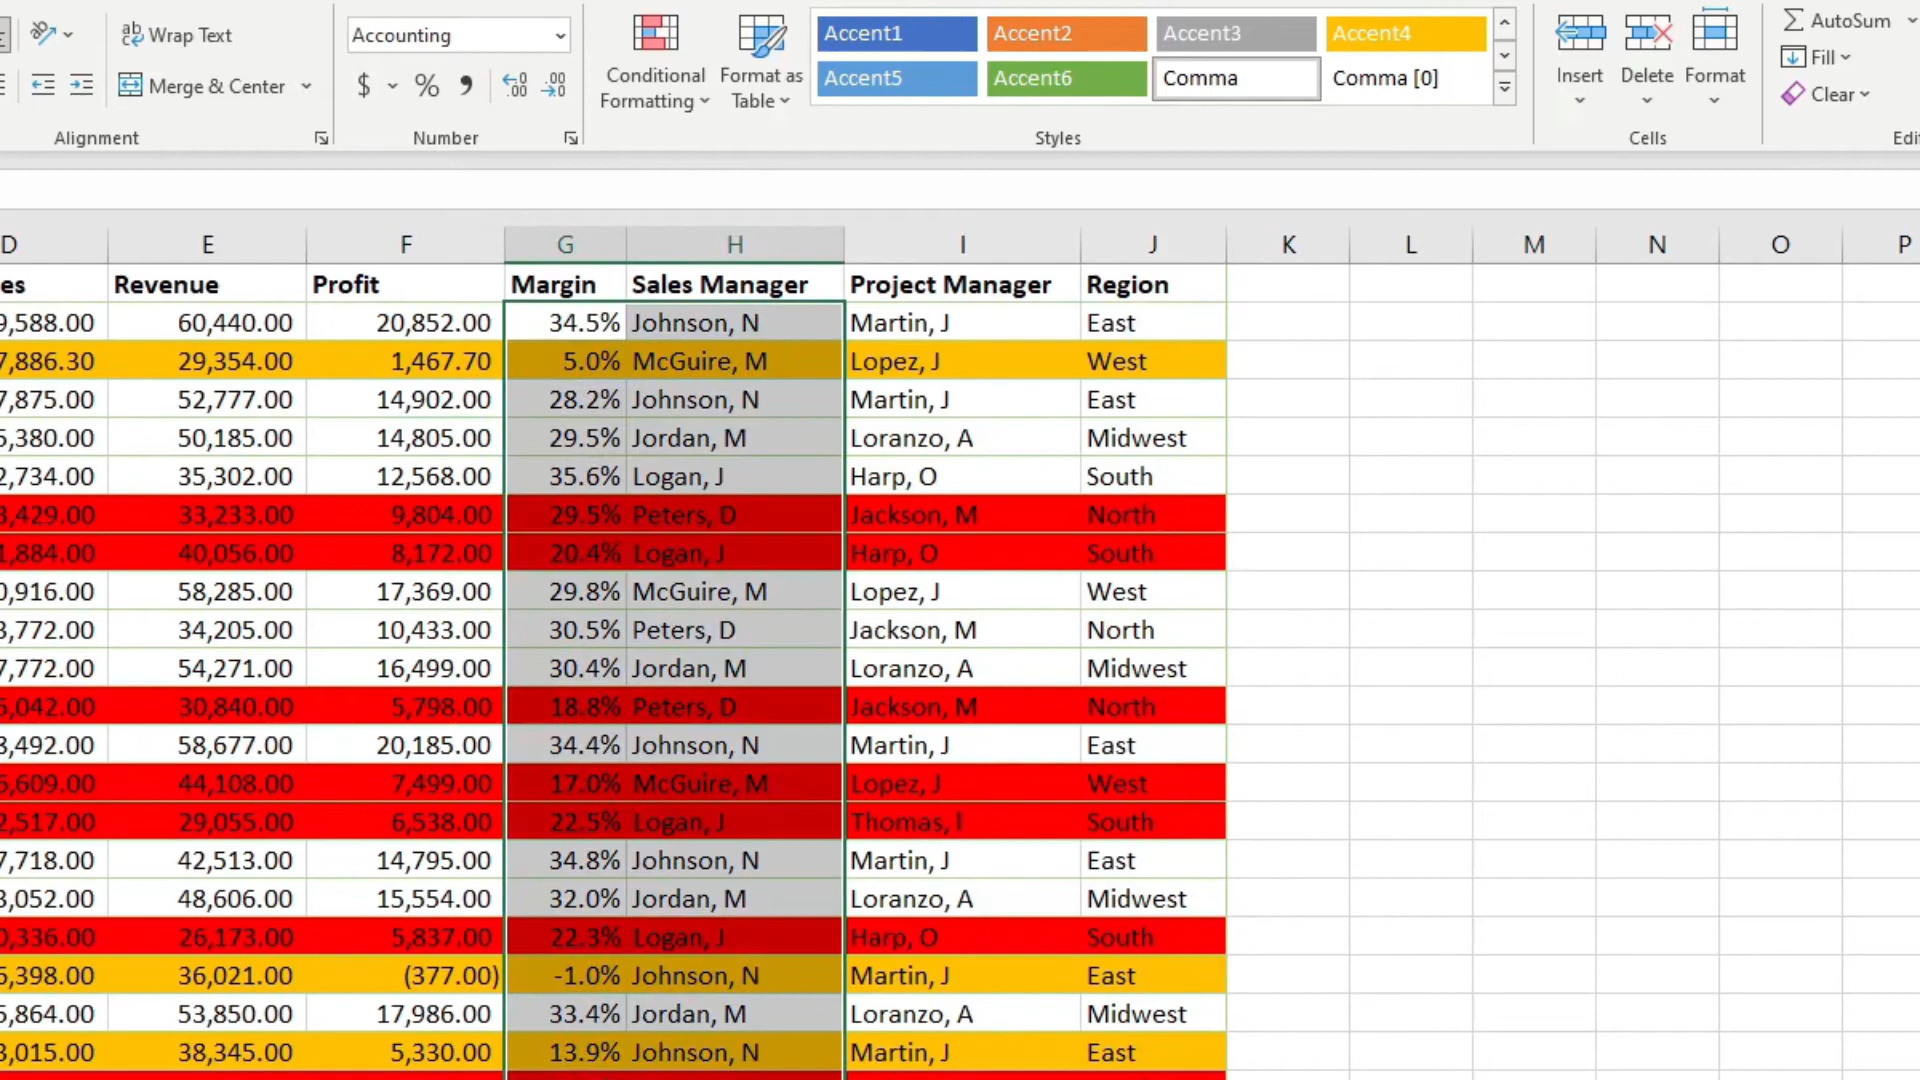 Wrap Text
Accounting
Accent1 Accent2 Accent3 Accent4
AutoSum
Merge & Center
$ % , .00 .00
Conditional Formatting
Format as Table
Accent5 Accent6 Comma Comma [0]
Insert Delete Format
Fill
Clear
Alignment Number Styles Cells
D E F G H I J K L M N O P
Revenue Profit Margin Sales Manager Project Manager Region
9,588.00 60,440.00 20,852.00 34.5% Johnson, N Martin, J East
7,886.30 29,354.00 1,467.70 5.0% McGuire, M Lopez, J West
7,875.00 52,777.00 14,902.00 28.2% Johnson, N Martin, J East
5,380.00 50,185.00 14,805.00 29.5% Jordan, M Loranzo, A Midwest
2,734.00 35,302.00 12,568.00 35.6% Logan, J Harp, O South
3,429.00 33,233.00 9,804.00 29.5% Peters, D Jackson, M North
1,884.00 40,056.00 8,172.00 20.4% Logan, J Harp, O South
0,916.00 58,285.00 17,369.00 29.8% McGuire, M Lopez, J West
3,772.00 34,205.00 10,433.00 30.5% Peters, D Jackson, M North
7,772.00 54,271.00 16,499.00 30.4% Jordan, M Loranzo, A Midwest
5,042.00 30,840.00 5,798.00 18.8% Peters, D Jackson, M North
8,492.00 58,677.00 20,185.00 34.4% Johnson, N Martin, J East
6,609.00 44,108.00 7,499.00 17.0% McGuire, M Lopez, J West
2,517.00 29,055.00 6,538.00 22.5% Logan, J Thomas, I South
7,718.00 42,513.00 14,795.00 34.8% Johnson, N Martin, J East
3,052.00 48,606.00 15,554.00 32.0% Jordan, M Loranzo, A Midwest
0,336.00 26,173.00 5,837.00 22.3% Logan, J Harp, O South
6,398.00 36,021.00 (377.00) -1.0% Johnson, N Martin, J East
5,864.00 53,850.00 17,986.00 33.4% Jordan, M Loranzo, A Midwest
3,015.00 38,345.00 5,330.00 13.9% Johnson, N Martin, J East